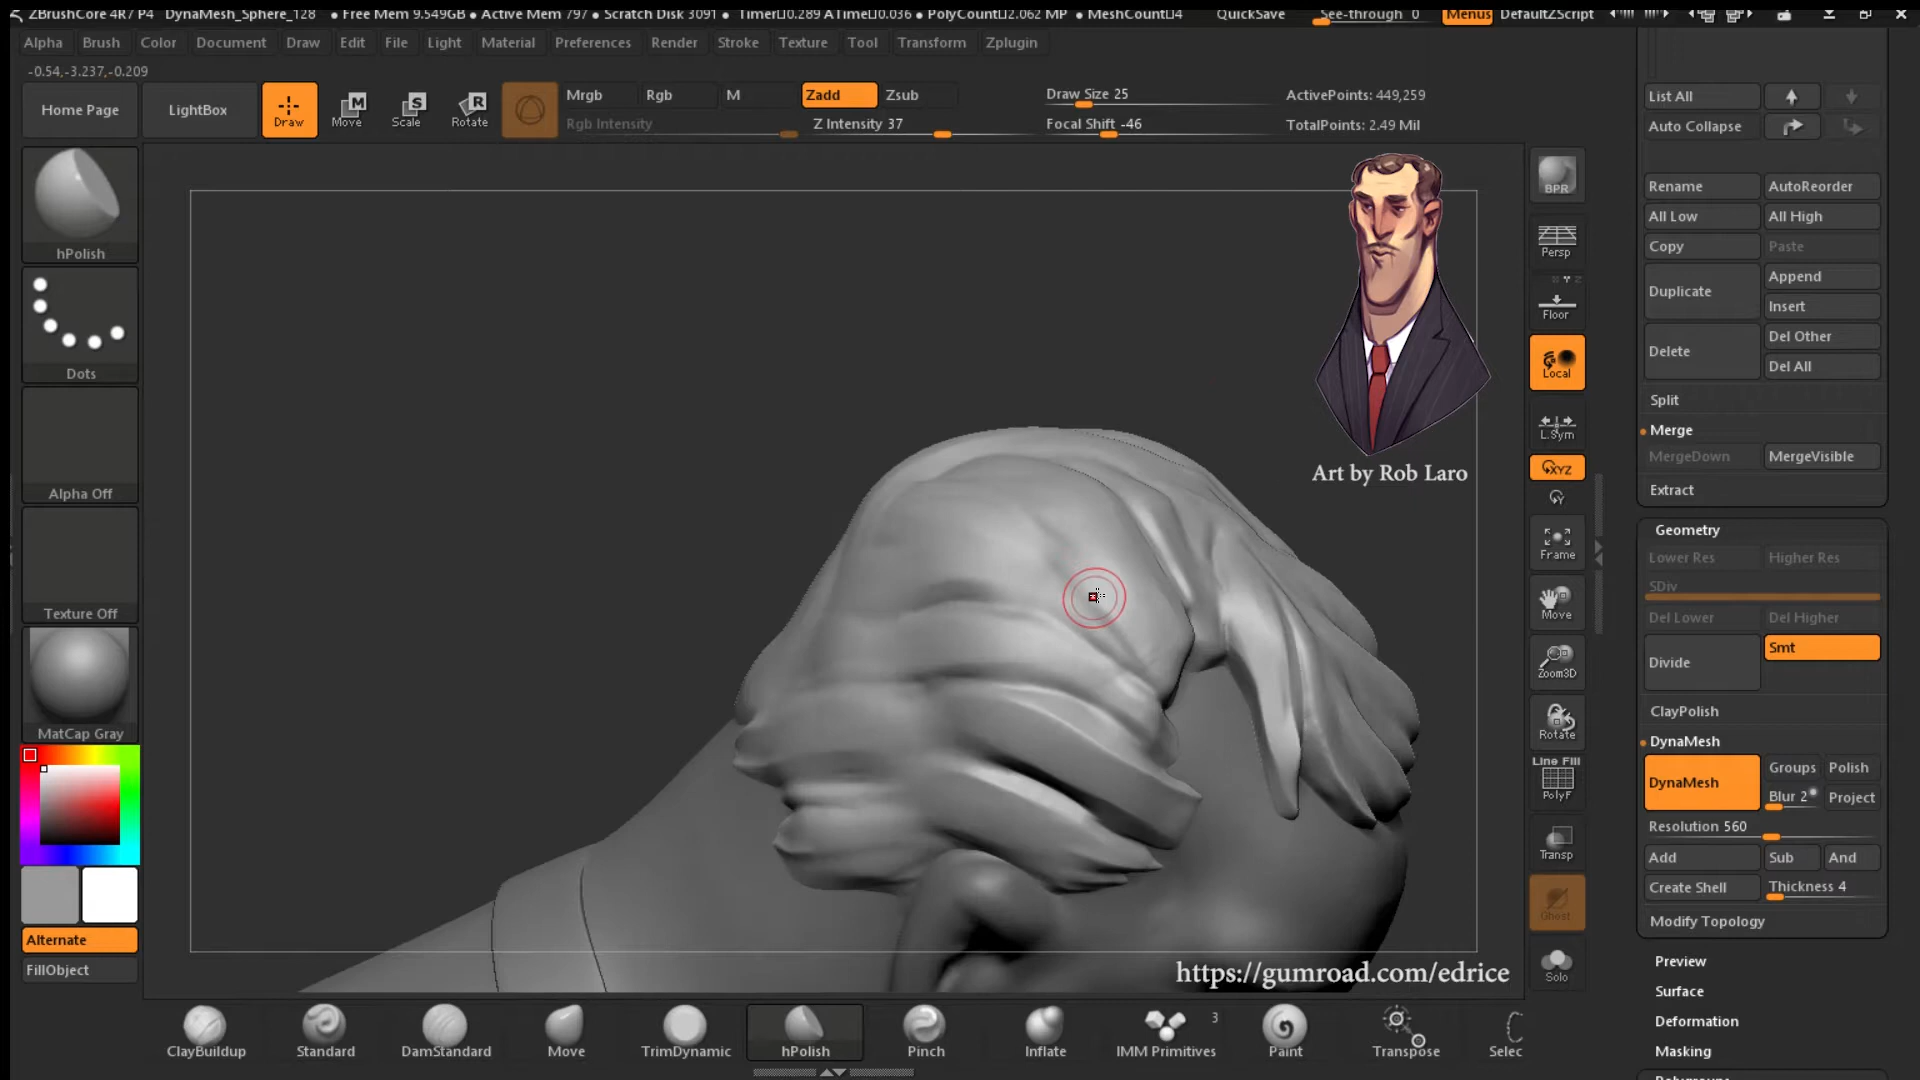 ZBrushCore 4R7 P4 DynaMesh_Sphere_128 • Free Mem 9.549GB • Active Mem 797 • Scratch Disk 3091 • Timer□0.289 ATime□0.036 • PolyCount□2.062 MP • MeshCount□4 QuickSave See-through 0 Menus DefaultZScript
Alpha Brush Color Document Draw Edit File Light Material Preferences Render Stroke Texture Tool Transform Zplugin
-0.54,-3.237,-0.209
Home Page LightBox Draw Move Scale Rotate
Mrgb Rgb M Zadd Zsub
Rgb Intensity Z Intensity 37
Draw Size 25
Focal Shift -46
ActivePoints: 449,259
TotalPoints: 2.49 Mil
hPolish
Dots
Alpha Off
Texture Off
MatCap Gray
Alternate
FillObject
Art by Rob Laro
https://gumroad.com/edrice
BPR
Persp
Floor
Local
L.Sym
XYZ
Y
Frame
Move
Zoom3D
Rotate
Line Fill
PolyF
Transp
Ghost
Solo
List All
Auto Collapse
Rename AutoReorder
All Low All High
Copy Paste
Duplicate Append
Insert
Delete Del Other
Del All
Split
Merge
MergeDown MergeVisible
Extract
Geometry
Lower Res Higher Res
SDiv
Del Lower Del Higher
Divide Smt
ClayPolish
DynaMesh
DynaMesh Groups Polish
Blur 2 Project
Resolution 560
Add Sub And
Create Shell Thickness 4
Modify Topology
Preview
Surface
Deformation
Masking
ClayBuildup Standard DamStandard Move TrimDynamic hPolish Pinch Inflate IMM Primitives 3 Paint Transpose Selec